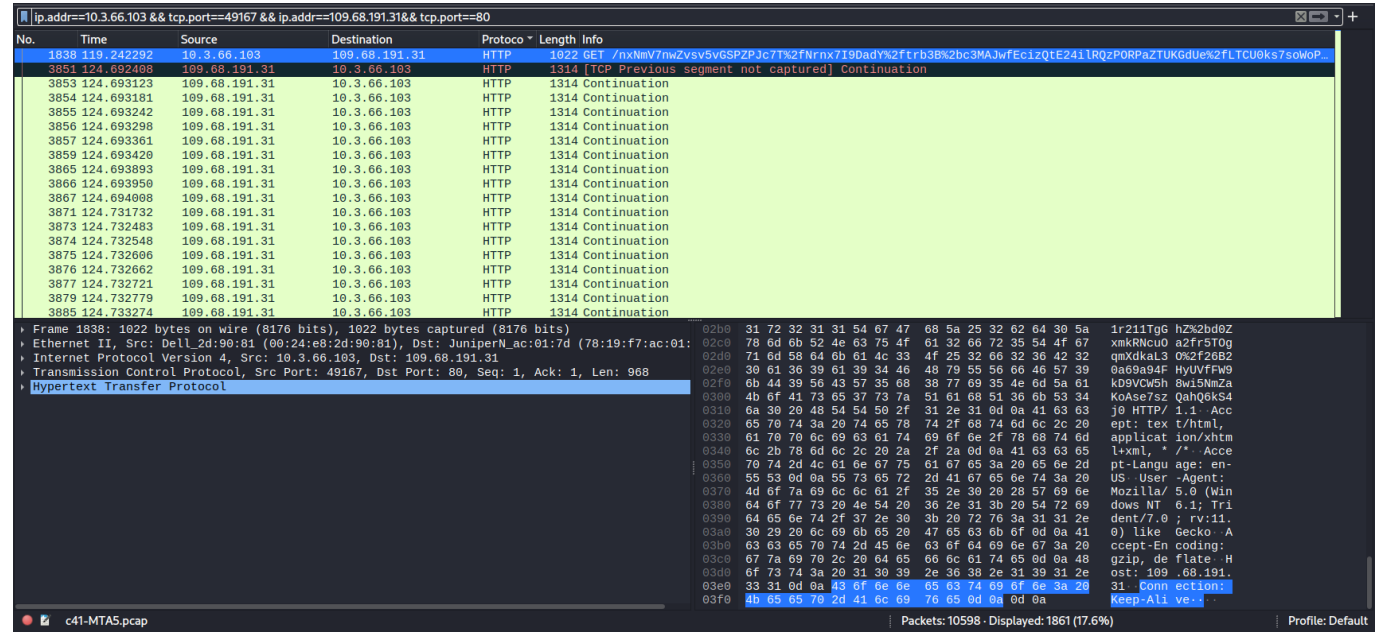 ip.addr==10.3.66.103 && tcp.port==49167 && ip.addr==109.68.191.31&& tcp.port==80
No. Time Source Destination Protoco Length Info
1838 119.242292 10.3.66.103 109.68.191.31 HTTP 1022 GET /nxNmV7nwZvsv5vGSPZPJc7T%2fNrnx7I9DadY%2ftrb3B%2bc3MAJwfEcizQtE24ilRQzPORPaZTUKGdUe%2fLTCU0ks7soWoP…
3851 124.692408 109.68.191.31 10.3.66.103 HTTP 1314 [TCP Previous segment not captured] Continuation
3853 124.693123 109.68.191.31 10.3.66.103 HTTP 1314 Continuation
3854 124.693181 109.68.191.31 10.3.66.103 HTTP 1314 Continuation
3855 124.693242 109.68.191.31 10.3.66.103 HTTP 1314 Continuation
3856 124.693298 109.68.191.31 10.3.66.103 HTTP 1314 Continuation
3857 124.693361 109.68.191.31 10.3.66.103 HTTP 1314 Continuation
3859 124.693420 109.68.191.31 10.3.66.103 HTTP 1314 Continuation
3865 124.693893 109.68.191.31 10.3.66.103 HTTP 1314 Continuation
3866 124.693950 109.68.191.31 10.3.66.103 HTTP 1314 Continuation
3867 124.694008 109.68.191.31 10.3.66.103 HTTP 1314 Continuation
3871 124.731732 109.68.191.31 10.3.66.103 HTTP 1314 Continuation
3873 124.732483 109.68.191.31 10.3.66.103 HTTP 1314 Continuation
3874 124.732548 109.68.191.31 10.3.66.103 HTTP 1314 Continuation
3875 124.732606 109.68.191.31 10.3.66.103 HTTP 1314 Continuation
3876 124.732662 109.68.191.31 10.3.66.103 HTTP 1314 Continuation
3877 124.732721 109.68.191.31 10.3.66.103 HTTP 1314 Continuation
3879 124.732779 109.68.191.31 10.3.66.103 HTTP 1314 Continuation
3885 124.733274 109.68.191.31 10.3.66.103 HTTP 1314 Continuation
Frame 1838: 1022 bytes on wire (8176 bits), 1022 bytes captured (8176 bits)
Ethernet II, Src: Dell_2d:90:81 (00:24:e8:2d:90:81), Dst: JuniperN_ac:01:7d (78:19:f7:ac:01:
Internet Protocol Version 4, Src: 10.3.66.103, Dst: 109.68.191.31
Transmission Control Protocol, Src Port: 49167, Dst Port: 80, Seq: 1, Ack: 1, Len: 968
Hypertext Transfer Protocol
02b0 31 72 32 31 31 54 67 47 68 5a 25 32 62 64 30 5a 1r211TgG hZ%2bd0Z
02c0 78 6d 6b 52 4e 63 75 4f 61 32 66 72 35 54 4f 67 xmkRNcuO a2fr5TOg
02d0 71 6d 58 64 6b 61 4c 33 4f 25 32 66 32 36 42 32 qmXdkaL3 O%2f26B2
02e0 30 61 36 39 61 39 34 46 48 79 55 56 66 46 57 39 0a69a94F HyUVfFW9
02f0 6b 44 39 56 43 57 35 68 38 77 69 35 4e 6d 5a 61 kD9VCW5h 8wi5NmZa
0300 4b 6f 41 73 65 37 73 7a 51 61 68 51 36 6b 53 34 KoAse7sz QahQ6kS4
0310 6a 30 20 48 54 54 50 2f 31 2e 31 0d 0a 41 63 63 j0 HTTP/ 1.1··Acc
0320 65 70 74 3a 20 74 65 78 74 2f 68 74 6d 6c 2c 20 ept: tex t/html,
0330 61 70 70 6c 69 63 61 74 69 6f 6e 2f 78 68 74 6d applicat ion/xhtm
0340 6c 2b 78 6d 6c 2c 20 2a 2f 2a 0d 0a 41 63 63 65 l+xml, * /*··Acce
0350 70 74 2d 4c 61 6e 67 75 61 67 65 3a 20 65 6e 2d pt-Langu age: en-
0360 55 53 0d 0a 55 73 65 72 2d 41 67 65 6e 74 3a 20 US··User -Agent:
0370 4d 6f 7a 69 6c 6c 61 2f 35 2e 30 20 28 57 69 6e Mozilla/ 5.0 (Win
0380 64 6f 77 73 20 4e 54 20 36 2e 31 3b 20 54 72 69 dows NT 6.1; Tri
0390 64 65 6e 74 2f 37 2e 30 3b 20 72 76 3a 31 31 2e dent/7.0 ; rv:11.
03a0 30 29 20 6c 69 6b 65 20 47 65 63 6b 6f 0d 0a 41 0) like Gecko··A
03b0 63 63 65 70 74 2d 45 6e 63 6f 64 69 6e 67 3a 20 ccept-En coding:
03c0 67 7a 69 70 2c 20 64 65 66 6c 61 74 65 0d 0a 48 gzip, de flate··H
03d0 6f 73 74 3a 20 31 30 39 2e 36 38 2e 31 39 31 2e ost: 109 .68.191.
03e0 33 31 0d 0a 43 6f 6e 6e 65 63 74 69 6f 6e 3a 20 31··Conn ection:
03f0 4b 65 65 70 2d 41 6c 69 76 65 0d 0a 0d 0a Keep-Ali ve····
c41-MTA5.pcap Packets: 10598 · Displayed: 1861 (17.6%) Profile: Default